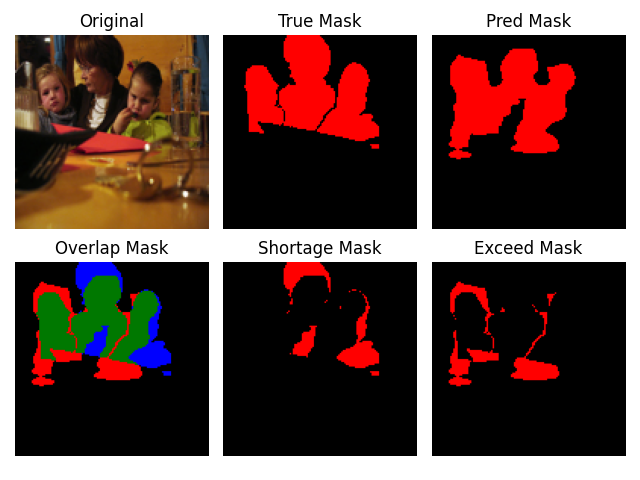 Original
True Mask
Pred Mask
Overlap Mask
Shortage Mask
Exceed Mask